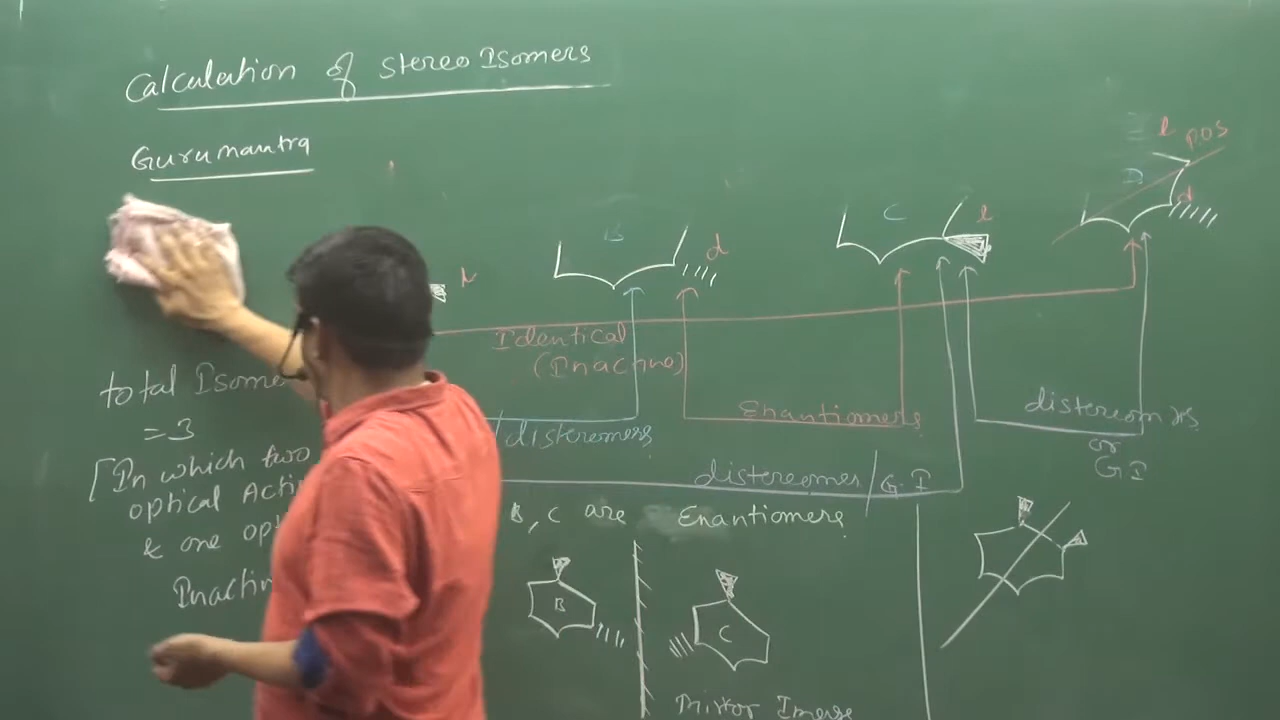 Calculation of stereo Isomers
Gurumantra
l pos
D
d
C
l
B
d
Identical
(Inactive)
Enantiomers
distereomers
or
G I
/distereomers
distereomers / G.I
total Isome
= 3
[In which two
optical Acti
& one op
Inactin
B, C are Enantiomers
B
C
Mirror Image